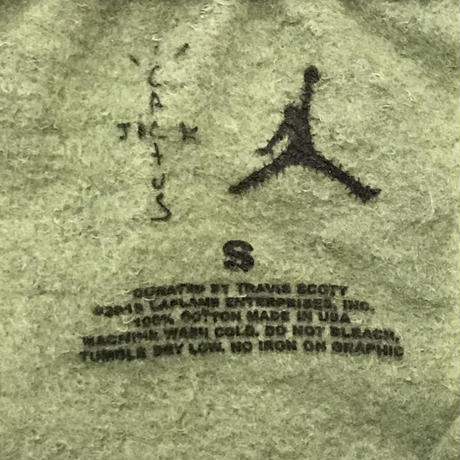 CACTUS
JACK
S
CURATED BY TRAVIS SCOTT
©2019 LAFLAME ENTERPRISES, INC.
100% COTTON MADE IN USA
MACHINE WASH COLD. DO NOT BLEACH,
TUMBLE DRY LOW. NO IRON ON GRAPHIC